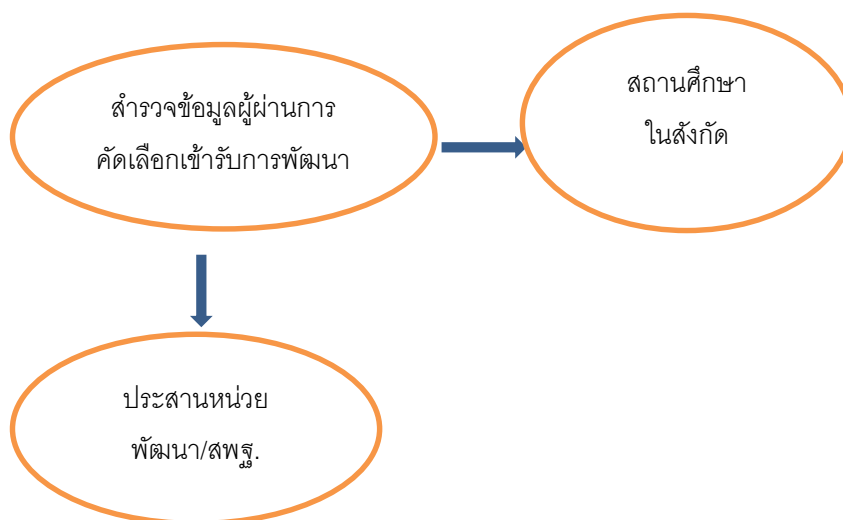 สำรวจข้อมูลผู้ผ่านการ
คัดเลือกเข้ารับการพัฒนา
สถานศึกษา
ในสังกัด
ประสานหน่วย
พัฒนา/สพฐ.